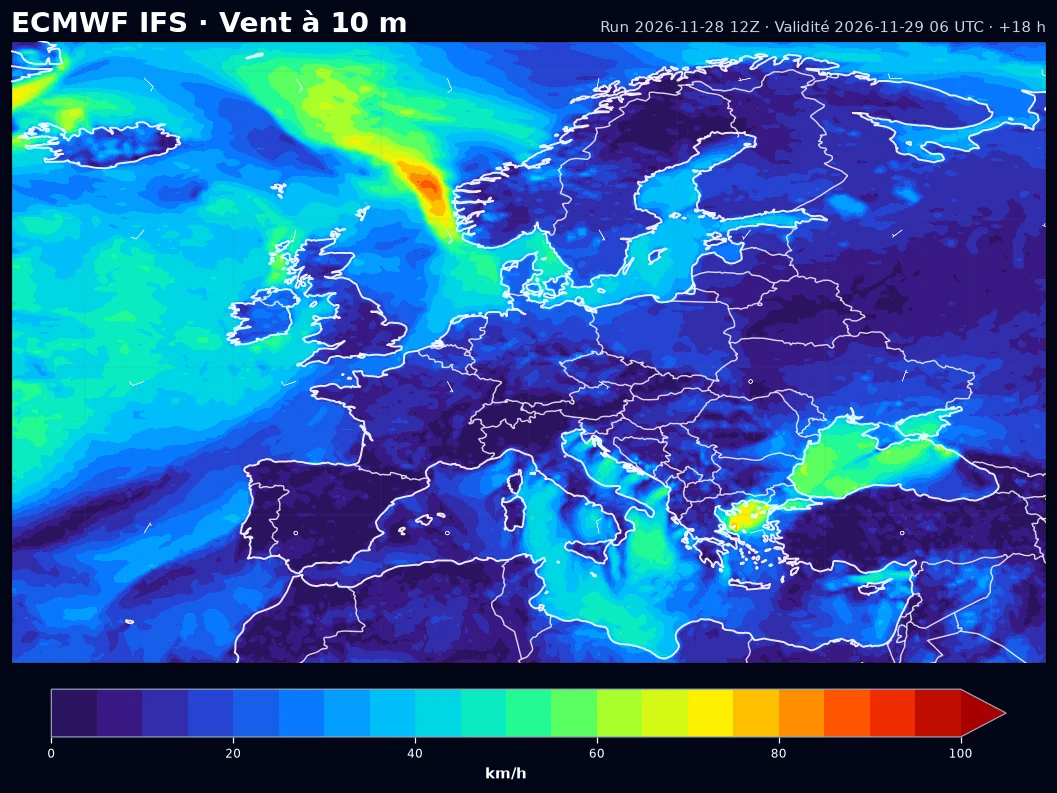 ECMWF IFS · Vent à 10 m
Run 2026-11-28 12Z · Validité 2026-11-29 06 UTC · +18 h
0 20 40 60 80 100
km/h